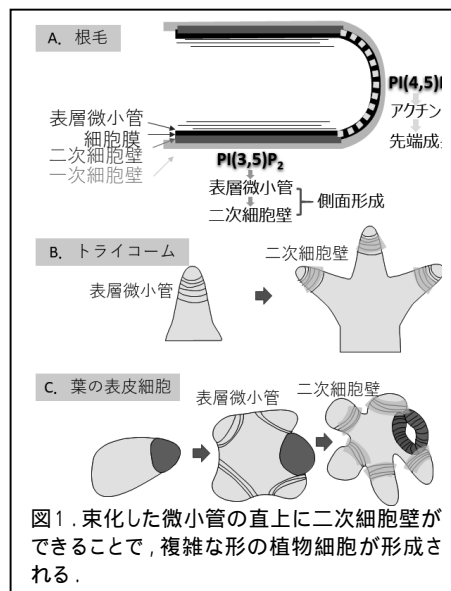 A. 根毛
PI(4,5)
アクチン
先端成
表層微小管
細胞膜
二次細胞壁
一次細胞壁
PI(3,5)P₂
表層微小管
二次細胞壁
側面形成
B. トライコーム
二次細胞壁
表層微小管
C. 葉の表皮細胞
表層微小管
二次細胞壁
図1.束化した微小管の直上に二次細胞壁が
できることで,複雑な形の植物細胞が形成さ
れる.